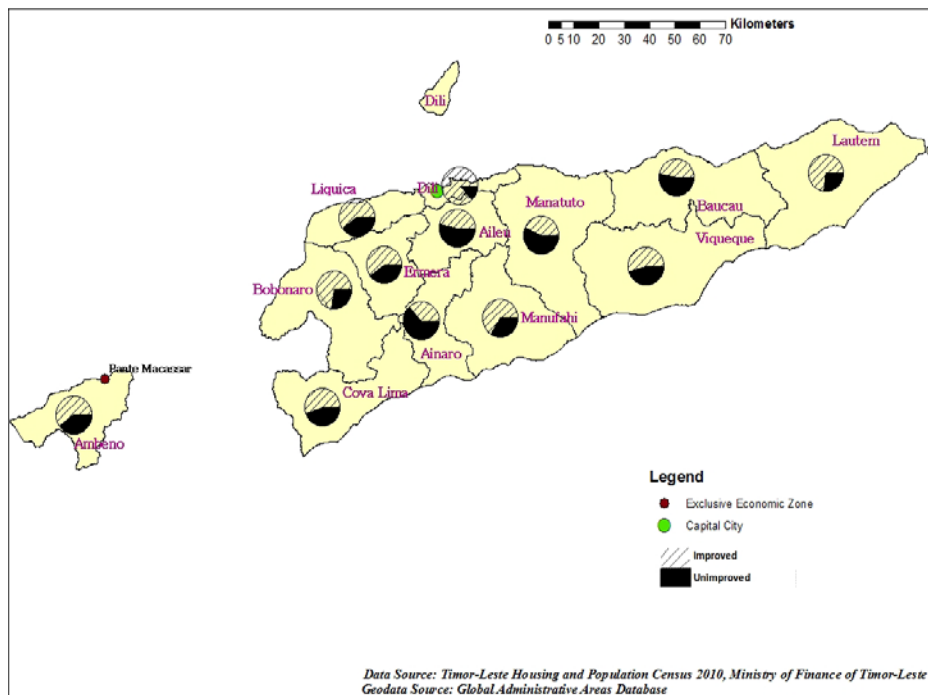 Kilometers
0 5 10 20 30 40 50 60 70
Dili
Lautem
Liquica
Dili
Manatuto
Baucau
Aileu
Viqueque
Ermera
Bobonaro
Manufahi
Ainaro
Pante Macassar
Cova Lima
Ambeno
Legend
Exclusive Economic Zone
Capital City
Improved
Unimproved
Data Source: Timor-Leste Housing and Population Census 2010, Ministry of Finance of Timor-Leste
Geodata Source: Global Administrative Areas Database